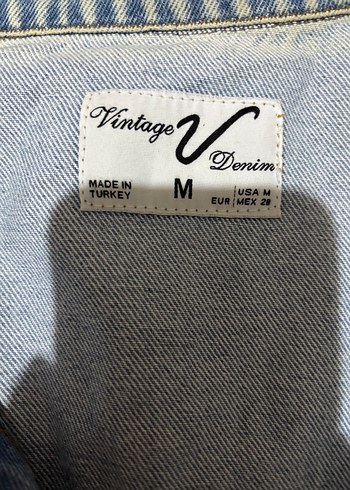 Vintage V Denim
MADE IN
TURKEY
M
USA M
EUR MEX 28